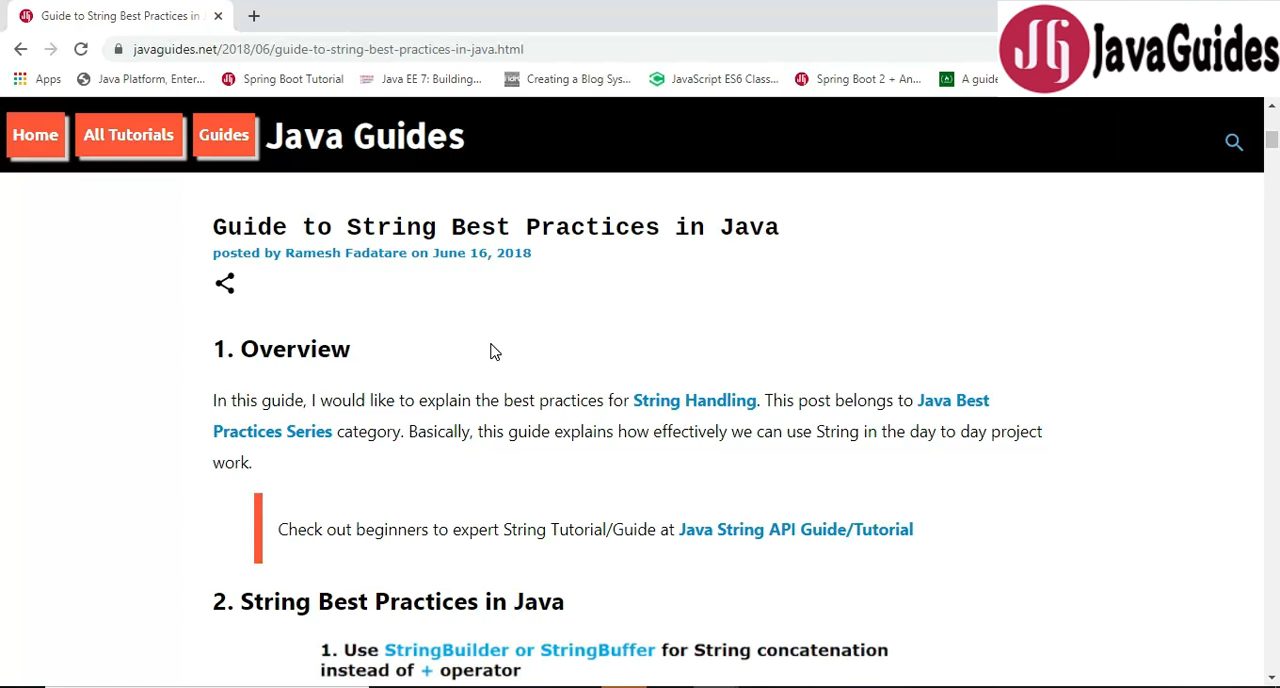 Guide to String Best Practices in J
JavaGuides
javaguides.net/2018/06/guide-to-string-best-practices-in-java.html
Apps Java Platform, Enter... Spring Boot Tutorial Java EE 7: Building... Creating a Blog Sys... JavaScript ES6 Class... Spring Boot 2 + An... A guide
Home All Tutorials Guides Java Guides
Guide to String Best Practices in Java
posted by Ramesh Fadatare on June 16, 2018
1. Overview
In this guide, I would like to explain the best practices for String Handling. This post belongs to Java Best
Practices Series category. Basically, this guide explains how effectively we can use String in the day to day project
work.
Check out beginners to expert String Tutorial/Guide at Java String API Guide/Tutorial
2. String Best Practices in Java
1. Use StringBuilder or StringBuffer for String concatenation
instead of + operator